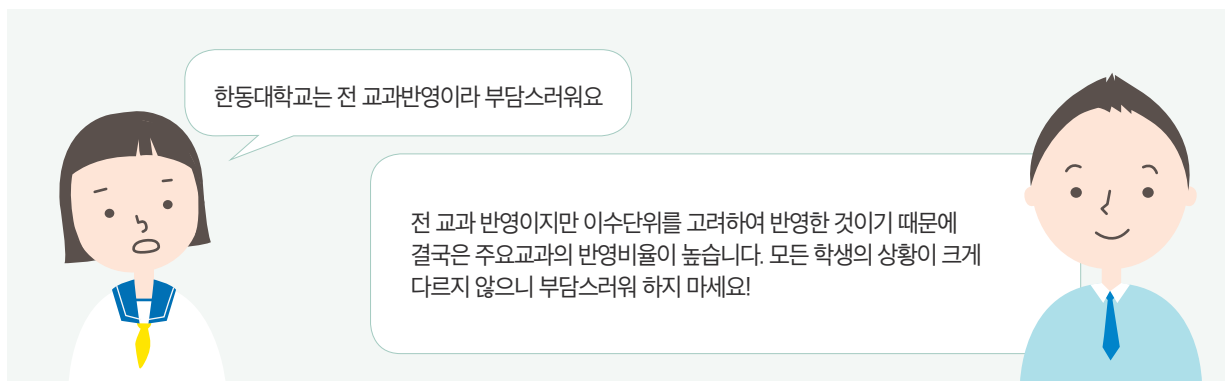 한동대학교는 전 교과반영이라 부담스러워요
전 교과 반영이지만 이수단위를 고려하여 반영한 것이기 때문에
결국은 주요교과의 반영비율이 높습니다. 모든 학생의 상황이 크게
다르지 않으니 부담스러워 하지 마세요!